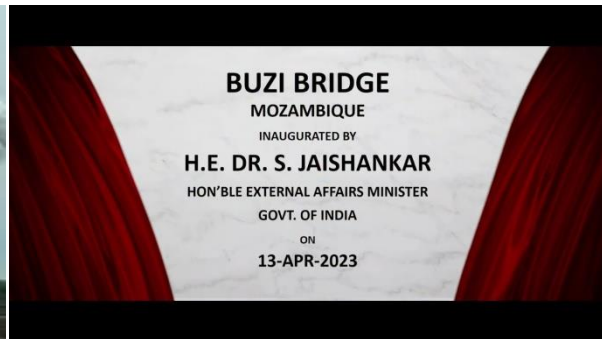 BUZI BRIDGE
MOZAMBIQUE
INAUGURATED BY
H.E. DR. S. JAISHANKAR
HON'BLE EXTERNAL AFFAIRS MINISTER
GOVT. OF INDIA
ON
13-APR-2023